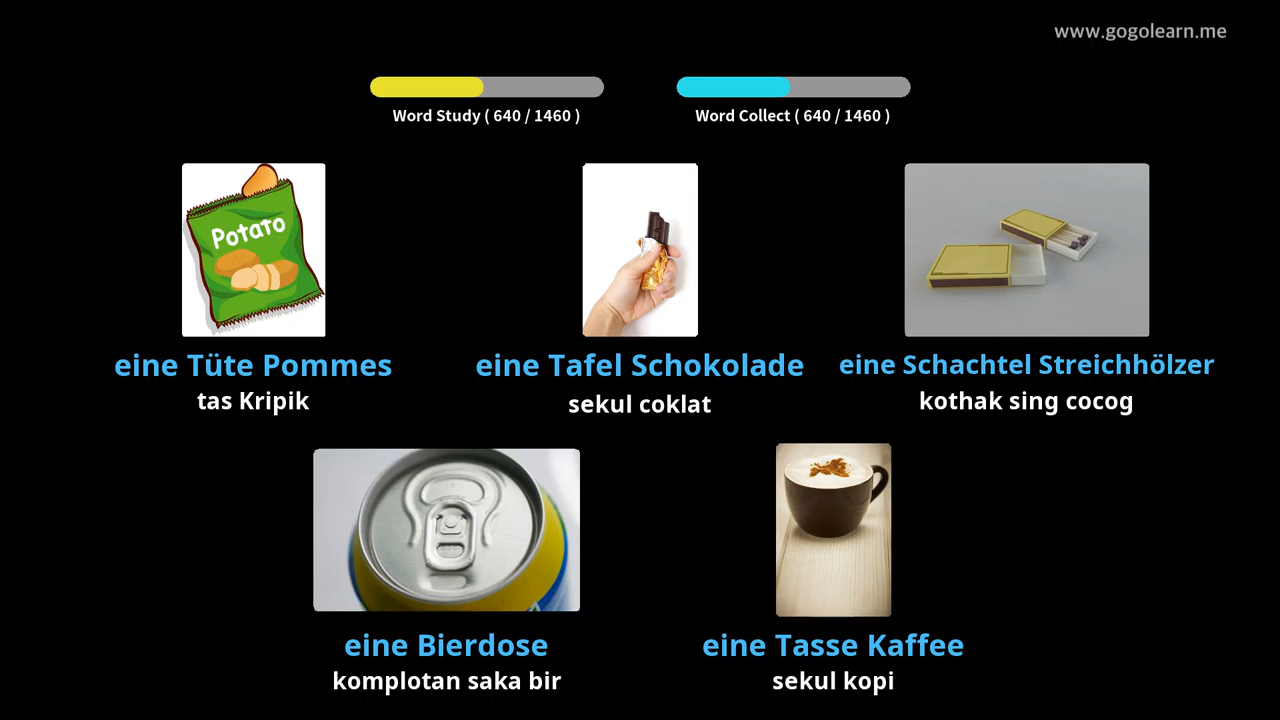 www.gogolearn.me
Word Study ( 640 / 1460 )
Word Collect ( 640 / 1460 )
Potato
eine Tüte Pommes
tas Kripik
eine Tafel Schokolade
sekul coklat
eine Schachtel Streichhölzer
kothak sing cocog
eine Bierdose
komplotan saka bir
eine Tasse Kaffee
sekul kopi